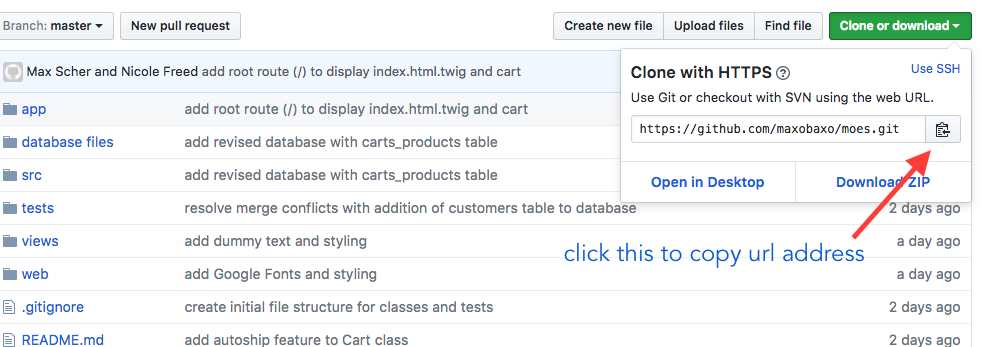 Branch: master New pull request Create new file Upload files Find file Clone or download
Max Scher and Nicole Freed add root route (/) to display index.html.twig and cart
Clone with HTTPS ? Use SSH
Use Git or checkout with SVN using the web URL.
https://github.com/maxobaxo/moes.git
Open in Desktop Download ZIP
app add root route (/) to display index.html.twig and cart
database files add revised database with carts_products table
src add revised database with carts_products table
tests resolve merge conflicts with addition of customers table to database 2 days ago
views add dummy text and styling a day ago
click this to copy url address
web add Google Fonts and styling a day ago
.gitignore create initial file structure for classes and tests 2 days ago
README.md add autoship feature to Cart class 2 days ago